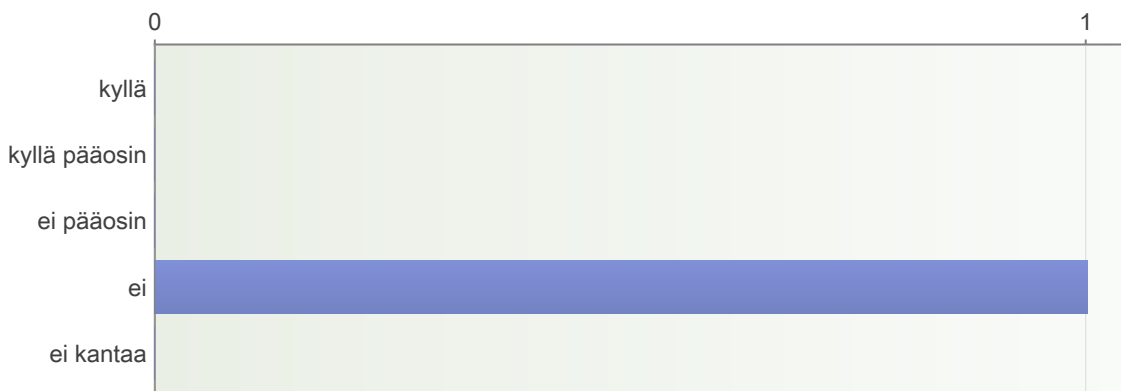 0 1
kyllä
kyllä pääosin
ei pääosin
ei
ei kantaa